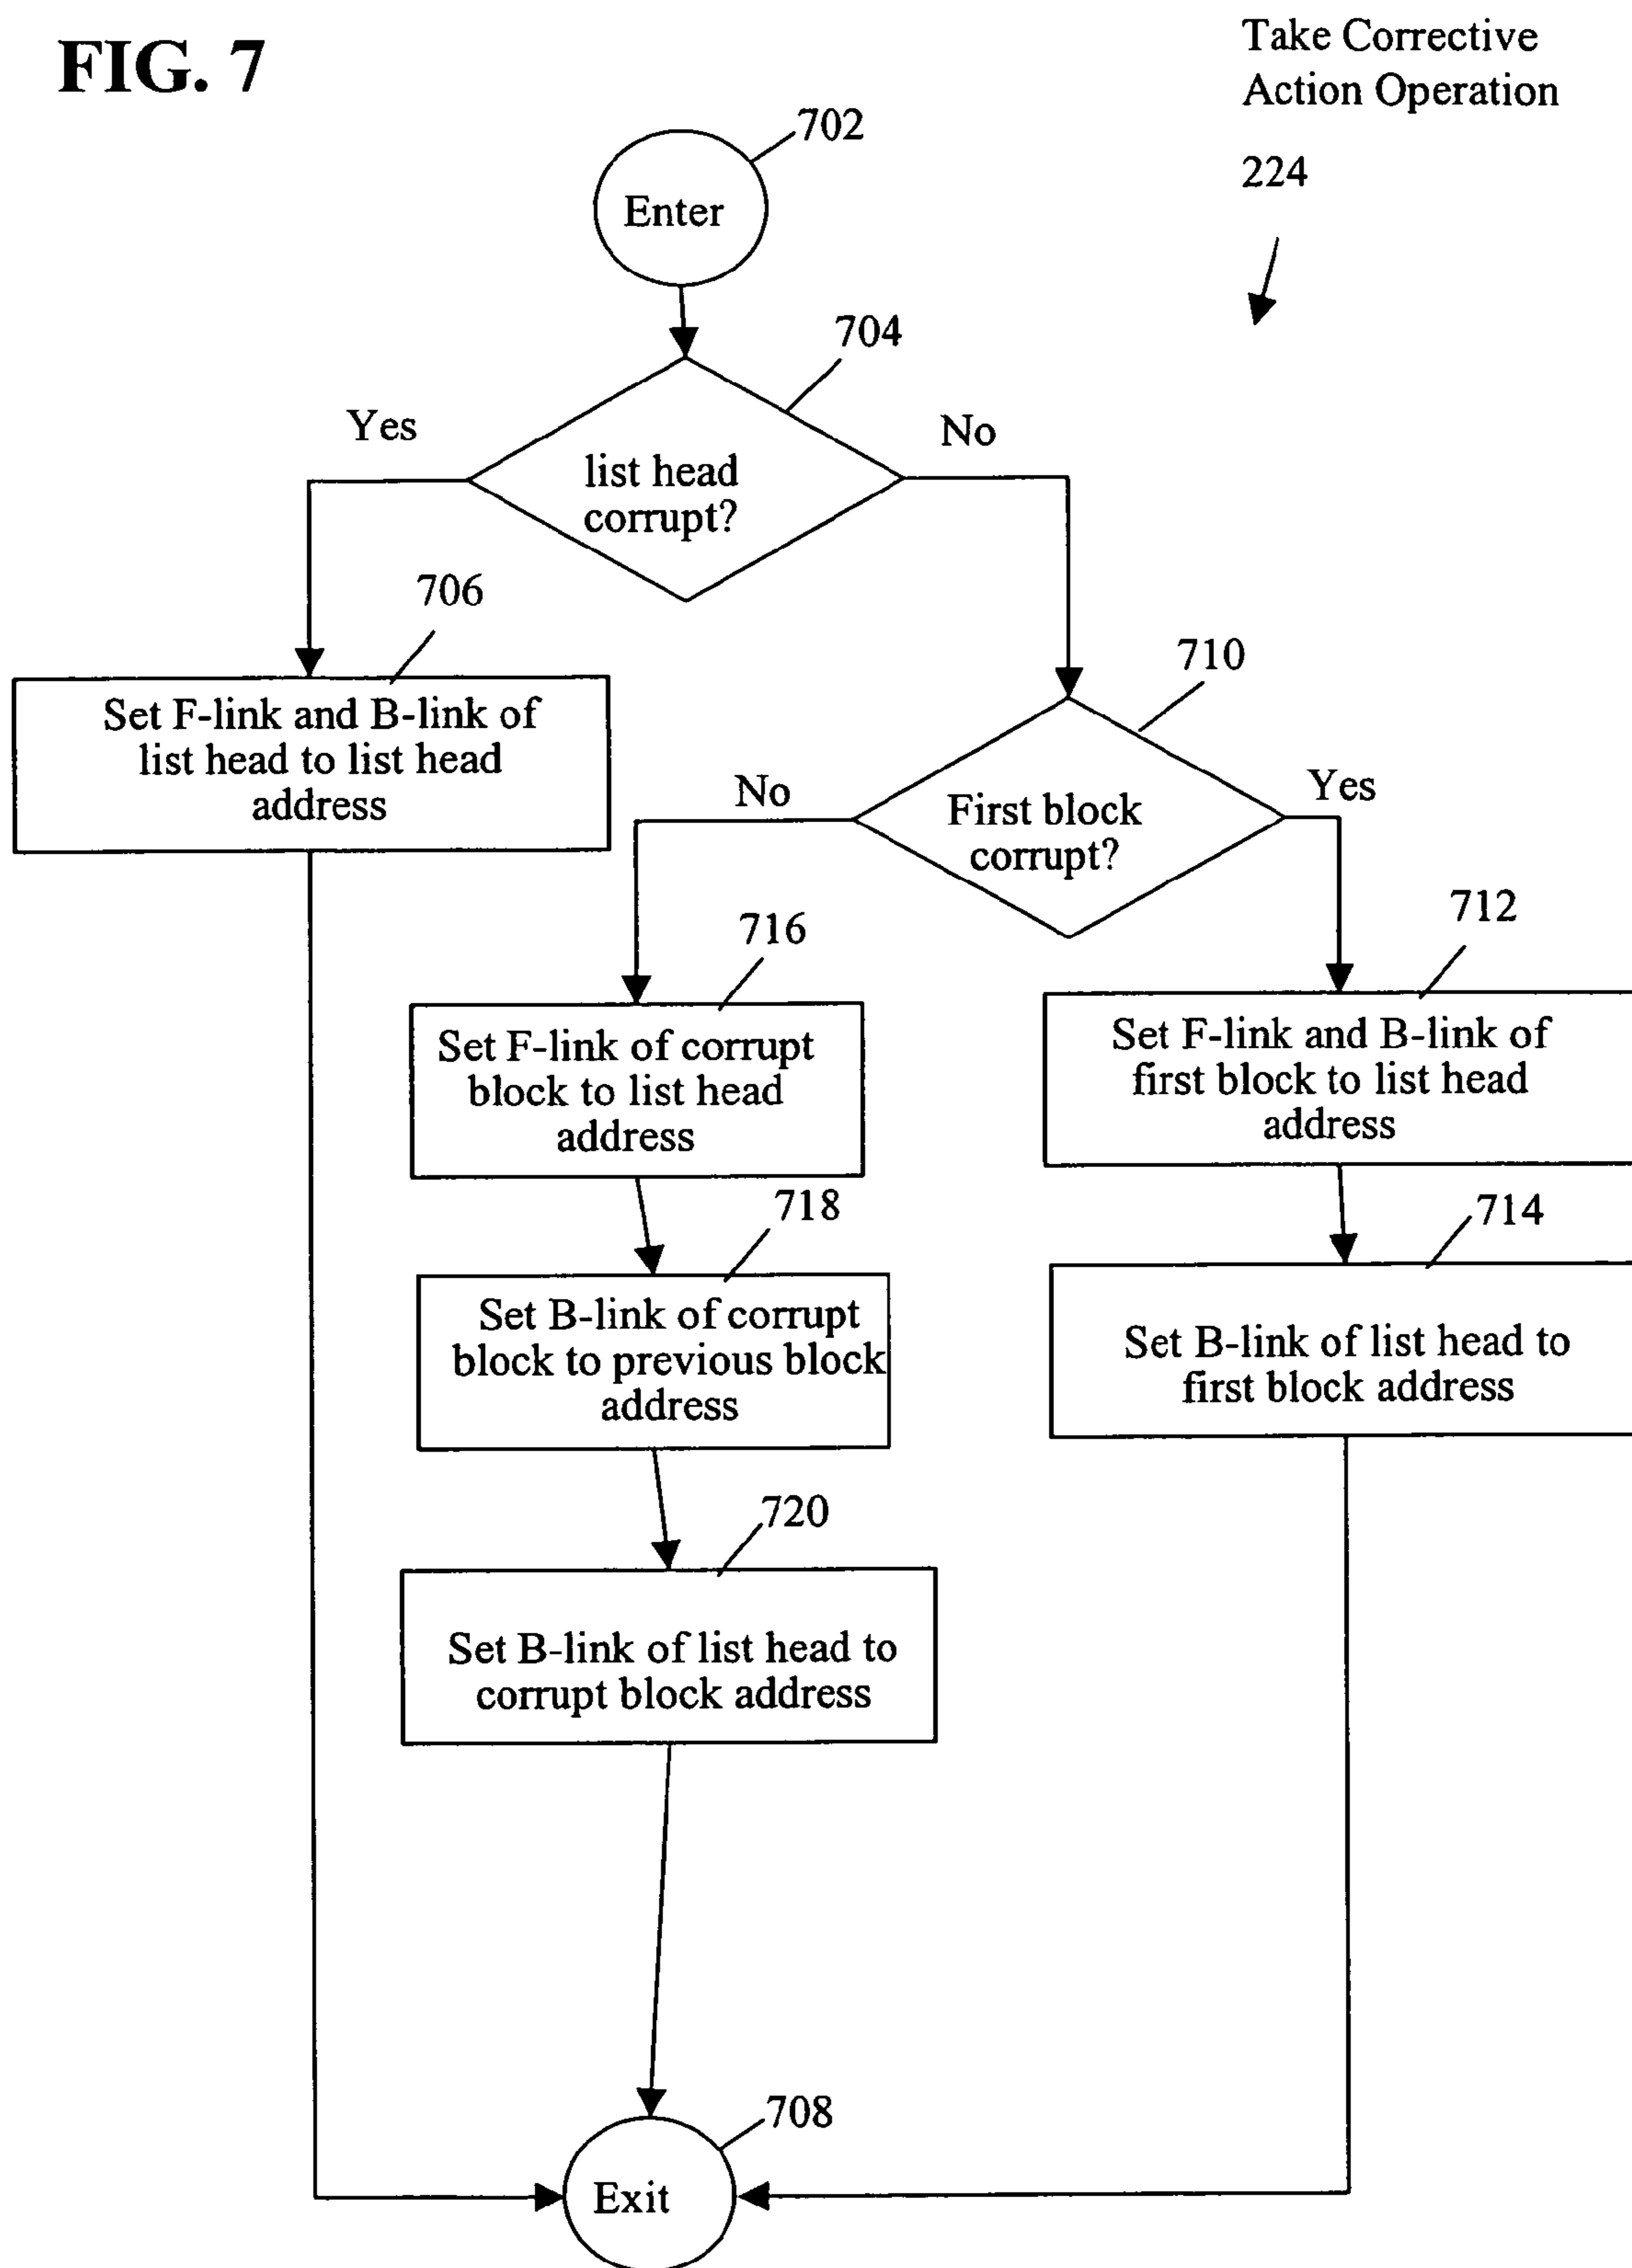 FIG. 7
Take Corrective
Action Operation
224
702
Enter
704
Yes
No
list head
corrupt?
706
Set F-link and B-link of
list head to list head
address
710
No
Yes
First block
corrupt?
716
712
Set F-link of corrupt
block to list head
address
Set F-link and B-link of
first block to list head
address
718
714
Set B-link of corrupt
block to previous block
address
Set B-link of list head to
first block address
720
Set B-link of list head to
corrupt block address
708
Exit